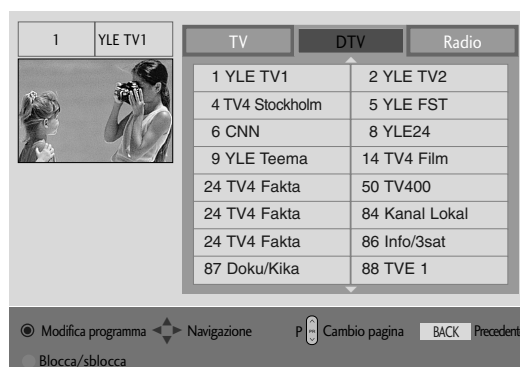 1 YLE TV1
TV DTV Radio
1 YLE TV1 2 YLE TV2
4 TV4 Stockholm 5 YLE FST
6 CNN 8 YLE24
9 YLE Teema 14 TV4 Film
24 TV4 Fakta 50 TV400
24 TV4 Fakta 84 Kanal Lokal
24 TV4 Fakta 86 Info/3sat
87 Doku/Kika 88 TVE 1
Modifica programma Navigazione P PR Cambio pagina BACK Precedent
Blocca/sblocca